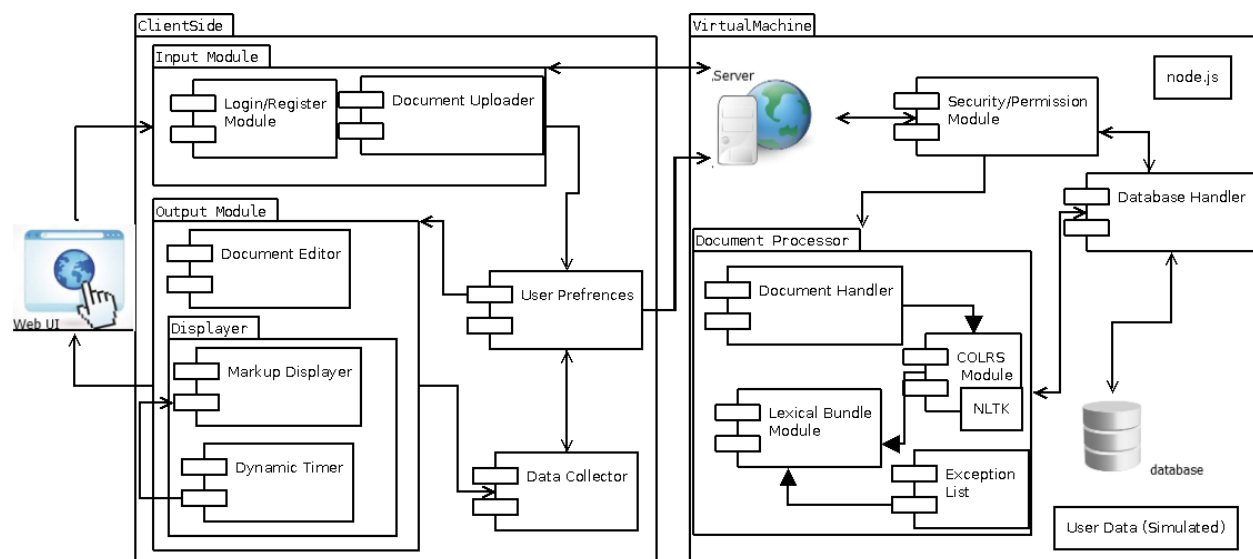 ClientSide
Input Module
Login/Register
Module
Document Uploader
Output Module
Document Editor
Web UI
Displayer
Markup Displayer
Dynamic Timer
User Prefrences
Data Collector
VirtualMachine
Server
Security/Permission
Module
node.js
Database Handler
Document Processor
Document Handler
COLRS
Module
NLTK
Lexical Bundle
Module
Exception
List
database
User Data (Simulated)